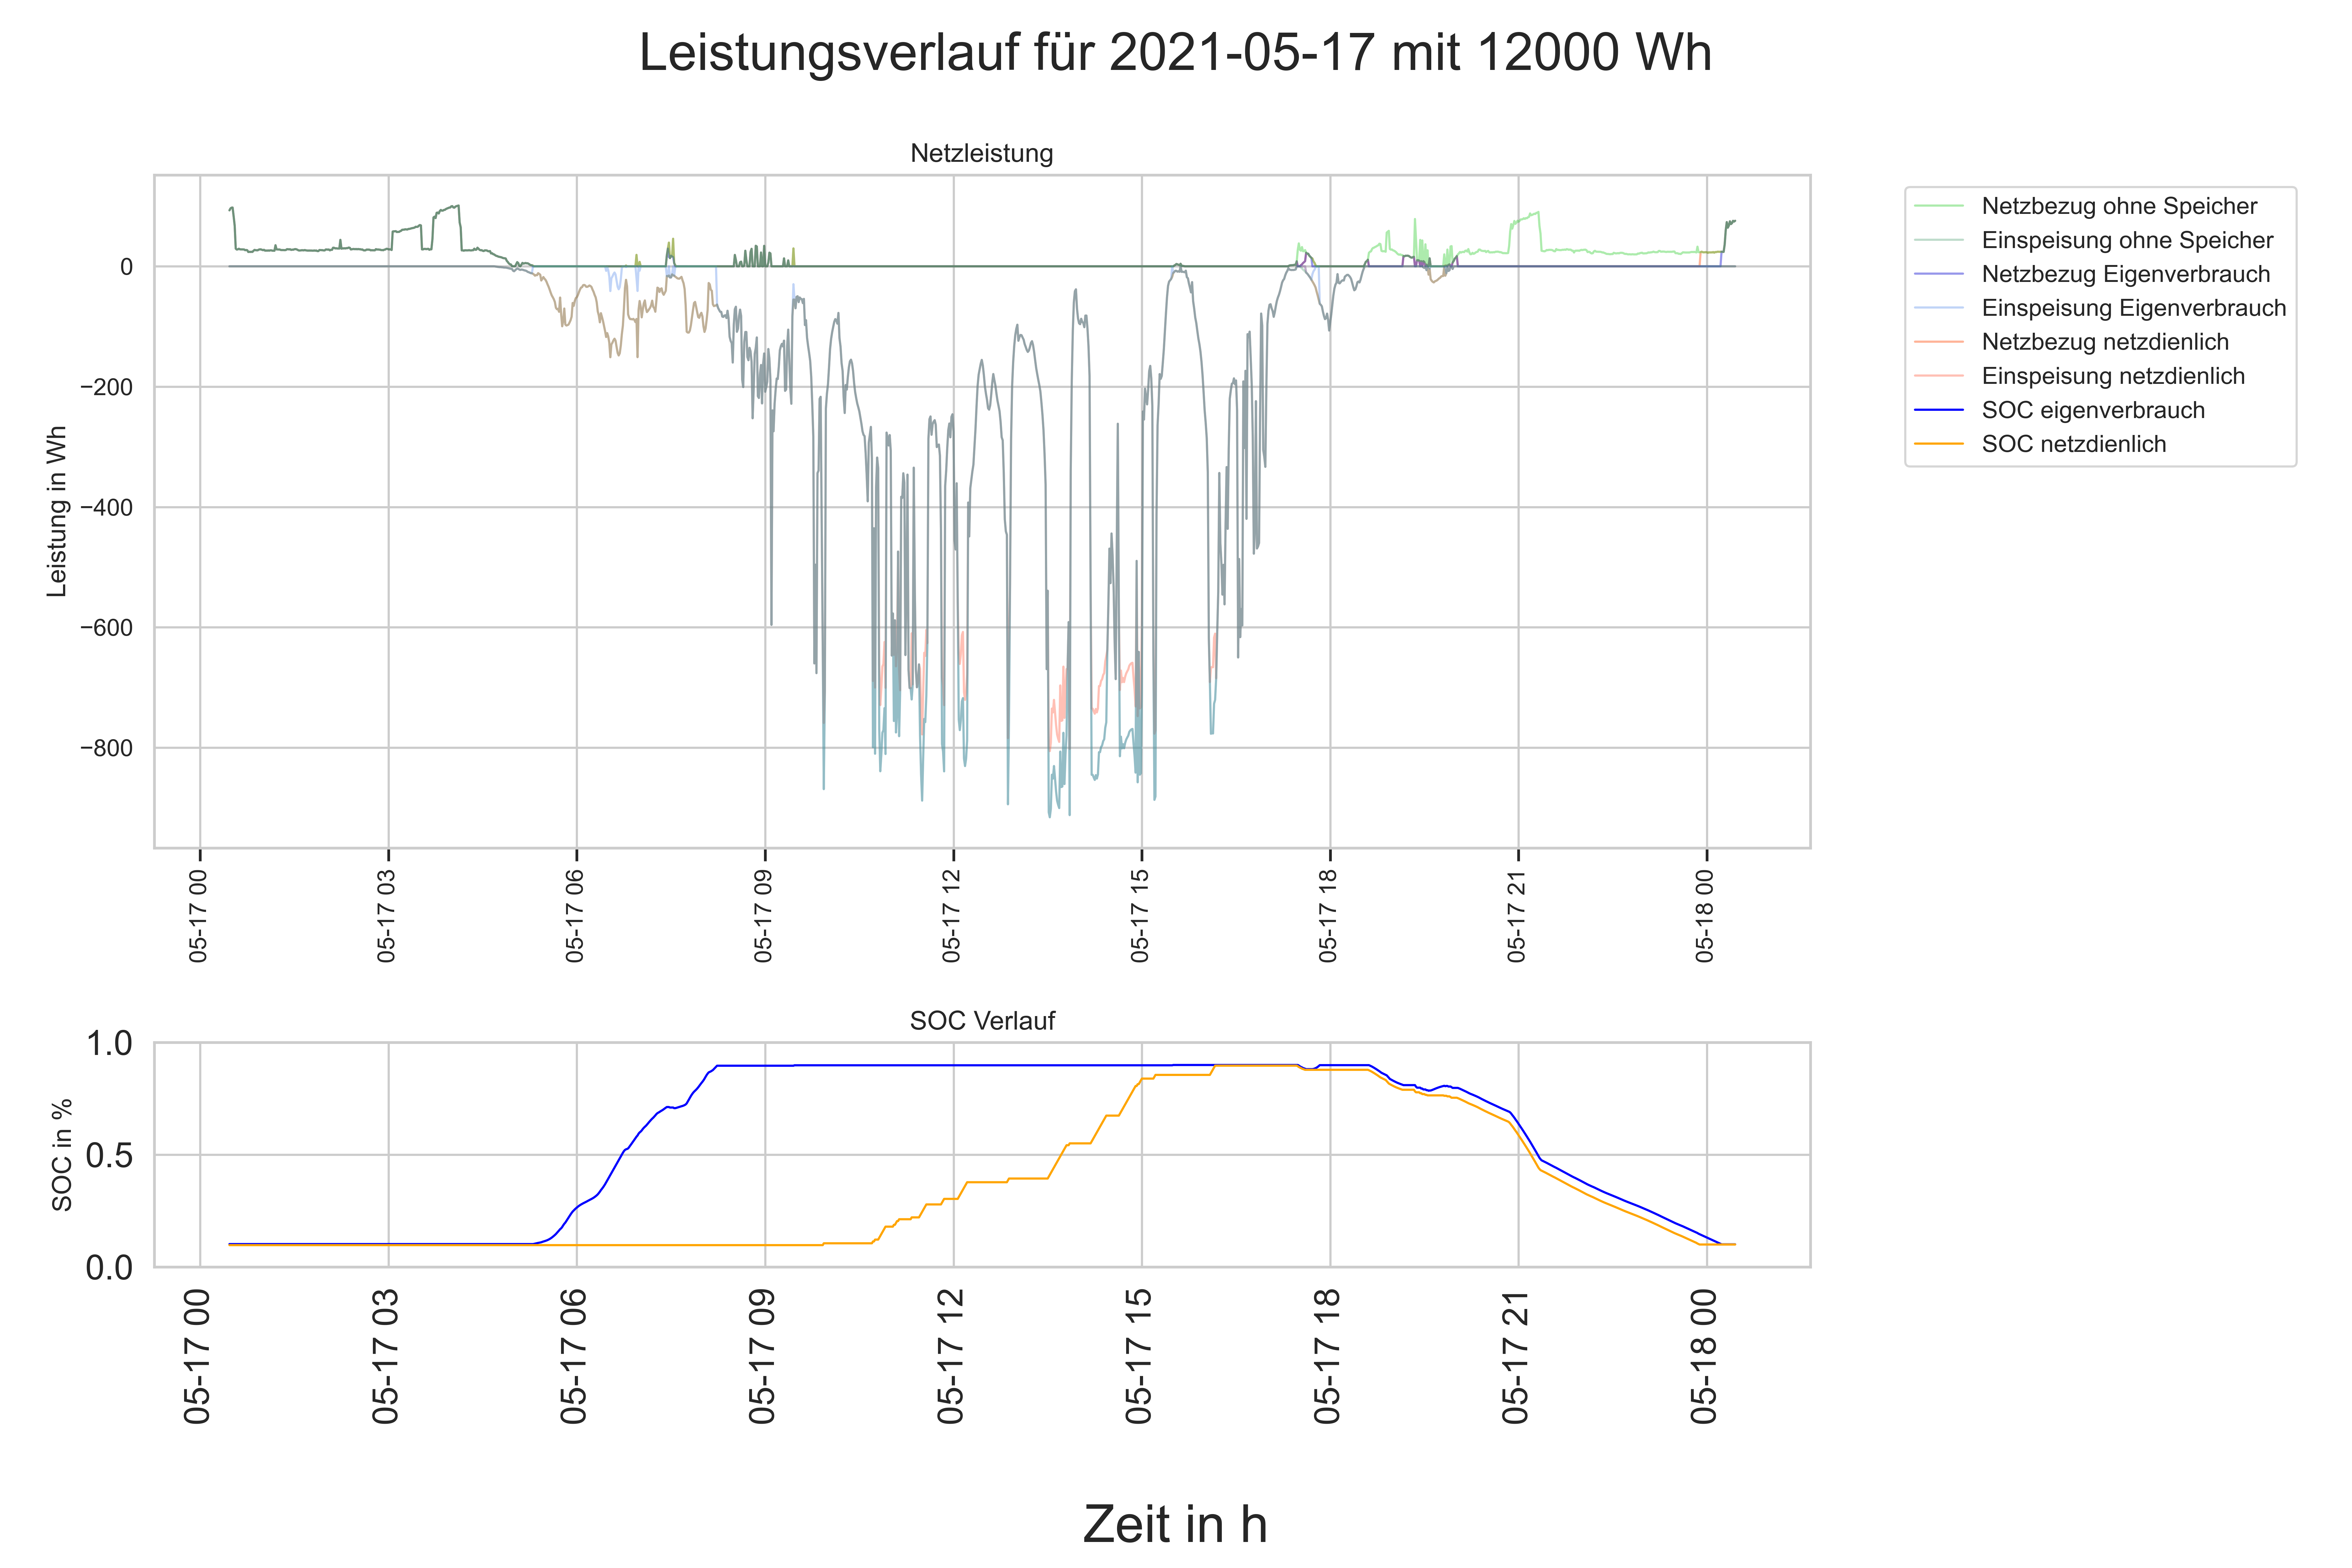 Leistungsverlauf für 2021-05-17 mit 12000 Wh
Netzleistung
Leistung in Wh
0
−200
−400
−600
−800
05-17 00
05-17 03
05-17 06
05-17 09
05-17 12
05-17 15
05-17 18
05-17 21
05-18 00
Netzbezug ohne Speicher
Einspeisung ohne Speicher
Netzbezug Eigenverbrauch
Einspeisung Eigenverbrauch
Netzbezug netzdienlich
Einspeisung netzdienlich
SOC eigenverbrauch
SOC netzdienlich
SOC Verlauf
SOC in %
1.0
0.5
0.0
05-17 00
05-17 03
05-17 06
05-17 09
05-17 12
05-17 15
05-17 18
05-17 21
05-18 00
Zeit in h